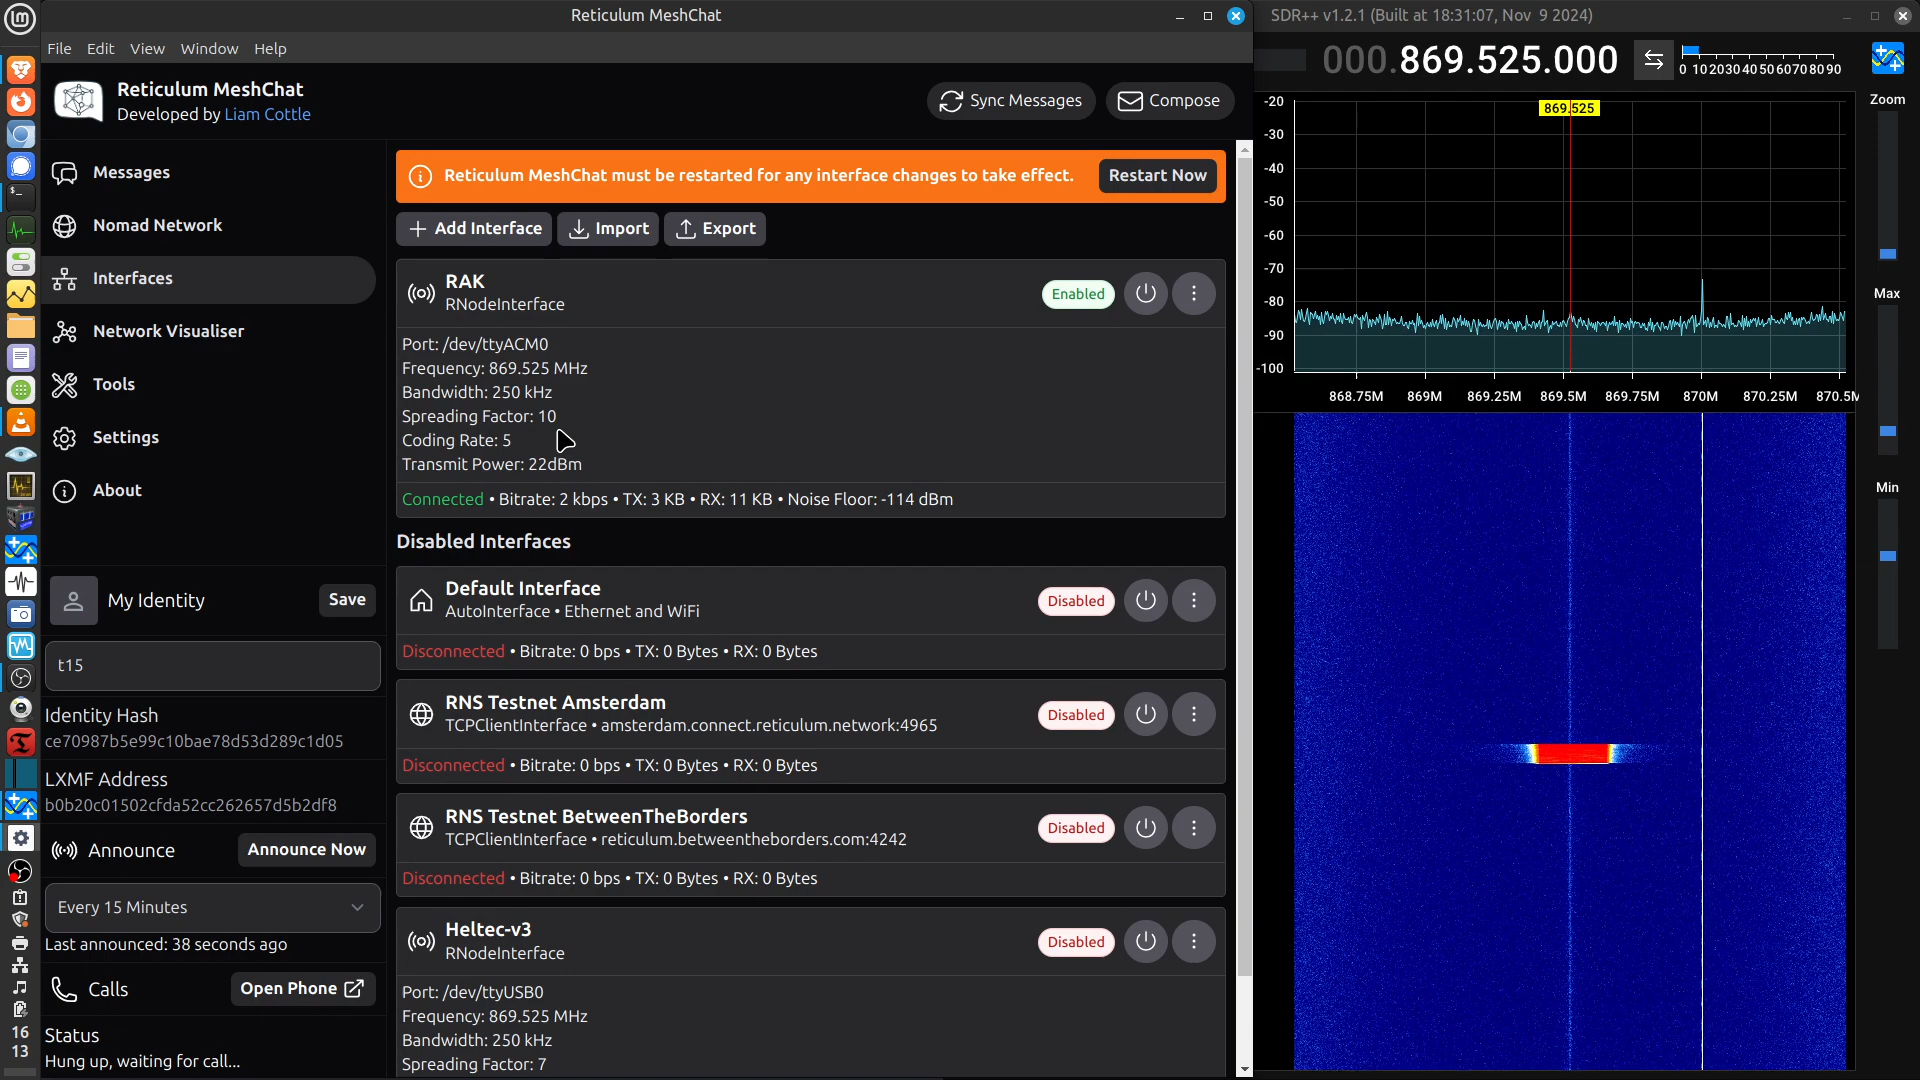 Reticulum MeshChat
File Edit View Window Help
Reticulum MeshChat
Developed by Liam Cottle
Sync Messages
Compose
Messages
Nomad Network
Interfaces
Network Visualiser
Tools
Settings
About
My Identity
Save
t15
Identity Hash
ce70987b5e99c10bae78d53d289c1d05
LXMF Address
b0b20c01502cfda52cc262657d5b2df8
Announce
Announce Now
Every 15 Minutes
Last announced: 38 seconds ago
Calls
Open Phone
Status
Hung up, waiting for call...
16
13
Reticulum MeshChat must be restarted for any interface changes to take effect.
Restart Now
Add Interface
Import
Export
RAK
RNodeInterface
Enabled
Port: /dev/ttyACM0
Frequency: 869.525 MHz
Bandwidth: 250 kHz
Spreading Factor: 10
Coding Rate: 5
Transmit Power: 22dBm
Connected • Bitrate: 2 kbps • TX: 3 KB • RX: 11 KB • Noise Floor: -114 dBm
Disabled Interfaces
Default Interface
AutoInterface • Ethernet and WiFi
Disabled
Disconnected • Bitrate: 0 bps • TX: 0 Bytes • RX: 0 Bytes
RNS Testnet Amsterdam
TCPClientInterface • amsterdam.connect.reticulum.network:4965
Disabled
Disconnected • Bitrate: 0 bps • TX: 0 Bytes • RX: 0 Bytes
RNS Testnet BetweenTheBorders
TCPClientInterface • reticulum.betweentheborders.com:4242
Disabled
Disconnected • Bitrate: 0 bps • TX: 0 Bytes • RX: 0 Bytes
Heltec-v3
RNodeInterface
Disabled
Port: /dev/ttyUSB0
Frequency: 869.525 MHz
Bandwidth: 250 kHz
Spreading Factor: 7
SDR++ v1.2.1 (Built at 18:31:07, Nov 9 2024)
000.869.525.000
0 10 20 30 40 50 60 70 80 90
Zoom
Max
Min
869.525
-20
-30
-40
-50
-60
-70
-80
-90
-100
868.75M 869M 869.25M 869.5M 869.75M 870M 870.25M 870.5M